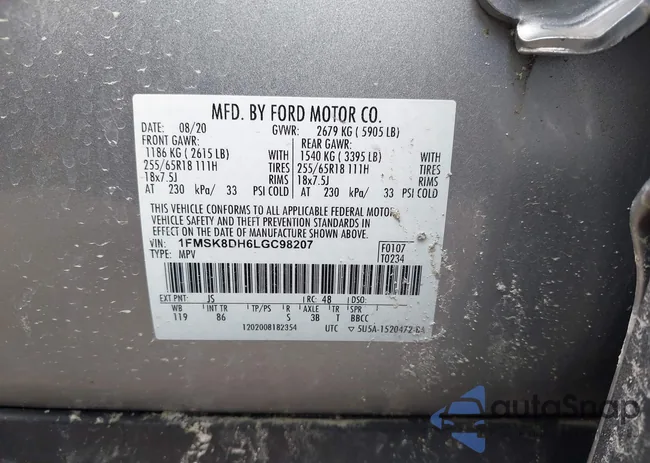 MFD. BY FORD MOTOR CO.
DATE: 08/20 GVWR: 2679 KG ( 5905 LB)
FRONT GAWR: REAR GAWR:
1186 KG ( 2615 LB) WITH 1540 KG ( 3395 LB) WITH
255/65R18 111H TIRES 255/65R18 111H TIRES
18x7.5J RIMS 18x7.5J RIMS
AT 230 kPa/ 33 PSI COLD AT 230 kPa/ 33 PSI COLD
THIS VEHICLE CONFORMS TO ALL APPLICABLE FEDERAL MOTOR
VEHICLE SAFETY AND THEFT PREVENTION STANDARDS
IN EFFECT ON THE DATE OF MANUFACTURE SHOWN ABOVE.
VIN: 1FMSK8DH6LGC98207 F0107
TYPE: MPV T0234
EXT PNT: JS RC: 48
WB INT TR TP/PS R AXLE TR SPR
119 86 S 3B T BBCC
1202008182354 UTC ▽ 5U5A-1520472-BA
autoSnap